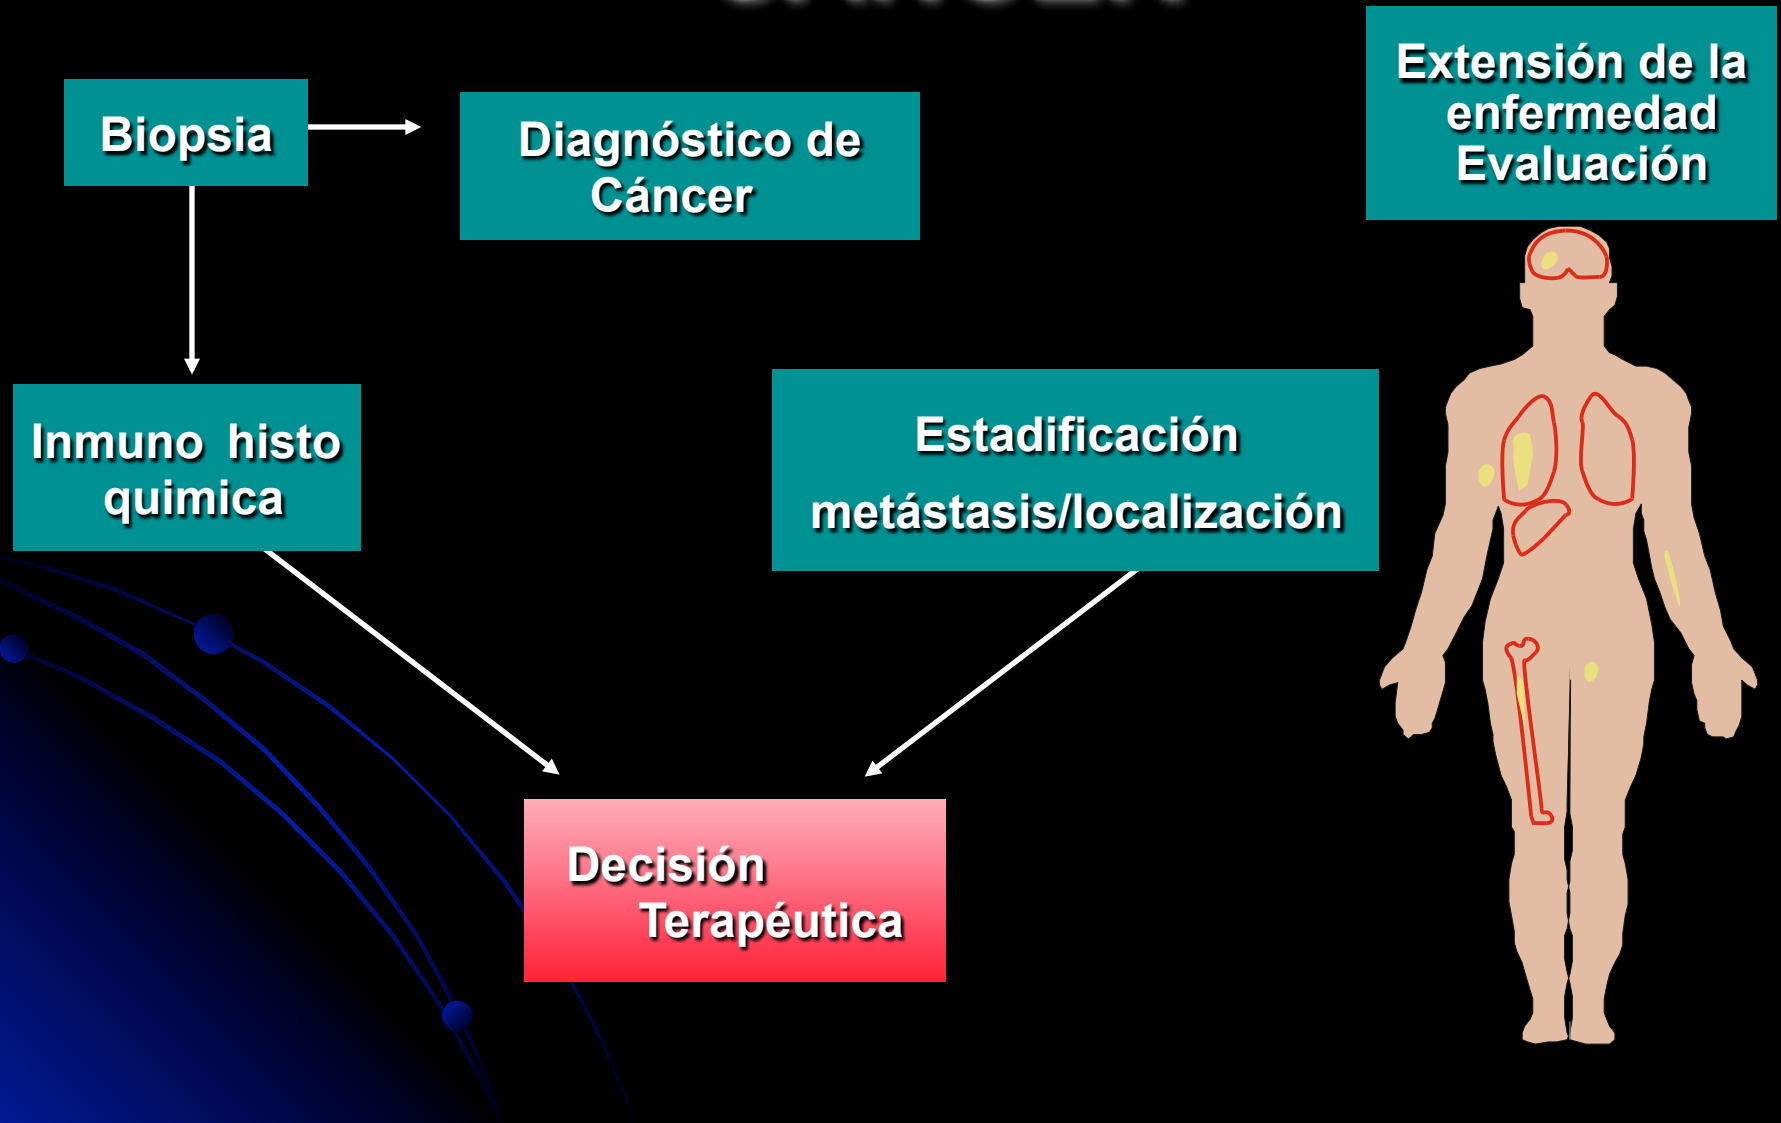 Extensión de la
enfermedad
Evaluación
Biopsia
Diagnóstico de
Cáncer
Inmuno histo
quimica
Estadificación
metástasis/localización
Decisión
Terapéutica